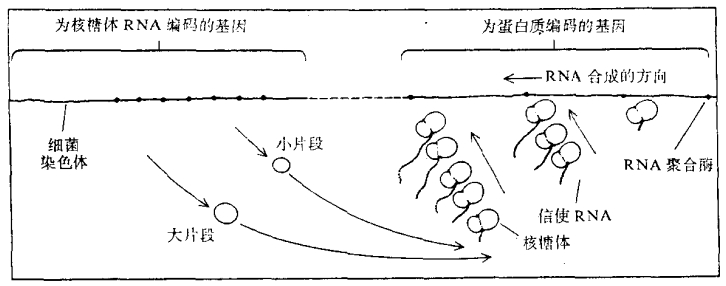 为核糖体 RNA 编码的基因
为蛋白质编码的基因
RNA 合成的方向
细菌
染色体
小片段
RNA 聚合酶
大片段
信使 RNA
核糖体